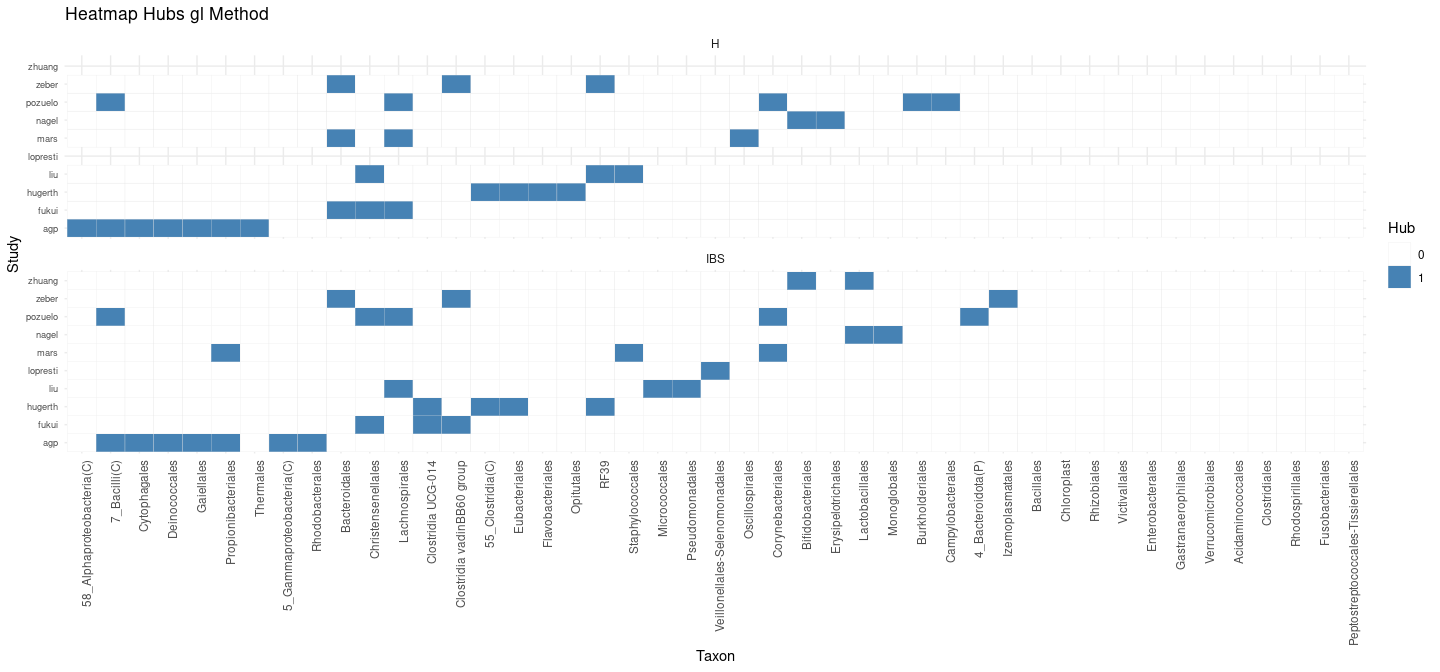 Heatmap Hubs gl Method
H
zhuang
zeber
pozuelo
nagel
mars
lopresti
liu
hugerth
fukui
agp
IBS
zhuang
zeber
pozuelo
nagel
mars
lopresti
liu
hugerth
fukui
agp
Study
58_Alphaproteobacteria(C)
7_Bacilli(C)
Cytophagales
Deinococcales
Gaiellales
Propionibacteriales
Thermales
5_Gammaproteobacteria(C)
Rhodobacterales
Bacteroidales
Christensenellales
Lachnospirales
Clostridia UCG-014
Clostridia vadinBB60 group
55_Clostridia(C)
Eubacteriales
Flavobacteriales
Opitutales
RF39
Staphylococcales
Micrococcales
Pseudomonadales
Veillonellales-Selenomonadales
Oscillospirales
Corynebacteriales
Bifidobacteriales
Erysipelotrichales
Lactobacillales
Monoglobales
Burkholderiales
Campylobacterales
4_Bacteroidota(P)
Izemoplasmatales
Bacillales
Chloroplast
Rhizobiales
Victivallales
Enterobacterales
Gastranaerophilales
Verrucomicrobiales
Acidaminococcales
Clostridiales
Rhodospirillales
Fusobacteriales
Peptostreptococcales-Tissierellales
Taxon
Hub
0
1